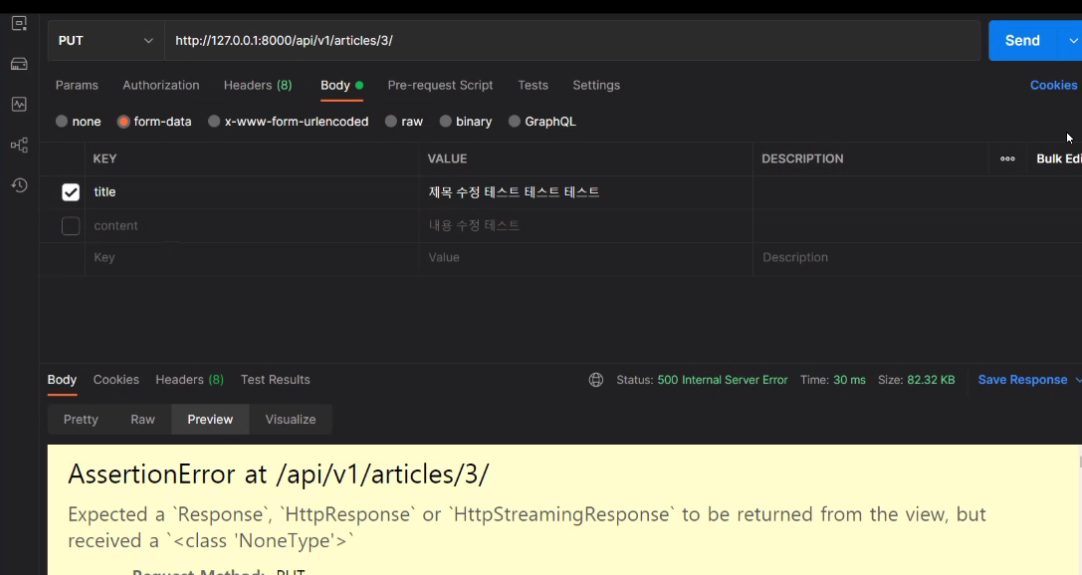 PUT http://127.0.0.1:8000/api/v1/articles/3/ Send
Params Authorization Headers (8) Body Pre-request Script Tests Settings Cookies
none form-data x-www-form-urlencoded raw binary GraphQL
KEY VALUE DESCRIPTION ooo Bulk Edi
title 제목 수정 테스트 테스트 테스트
content 내용 수정 테스트
Key Value Description
Body Cookies Headers (8) Test Results Status: 500 Internal Server Error Time: 30 ms Size: 82.32 KB Save Response
Pretty Raw Preview Visualize
AssertionError at /api/v1/articles/3/
Expected a `Response`, `HttpResponse` or `HttpStreamingResponse` to be returned from the view, but
received a `<class 'NoneType'>`
Request Method: PUT